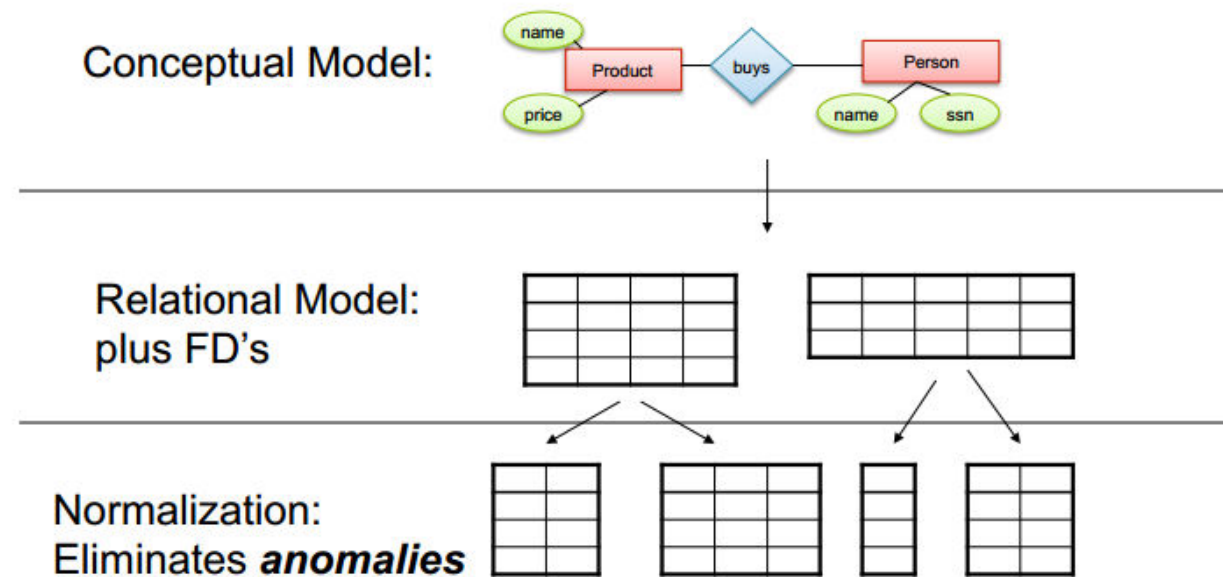 Conceptual Model:
name
Product
price
buys
Person
name
ssn
Relational Model:
plus FD's
Normalization:
Eliminates anomalies